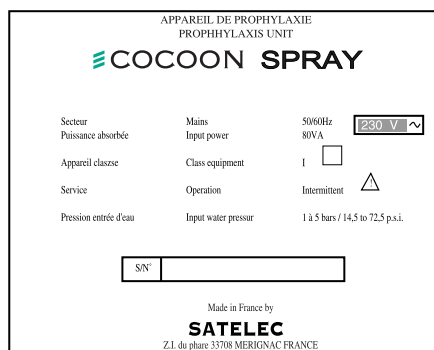 APPAREIL DE PROPHYLAXIE
PROPHHYLAXIS UNIT
COCOON SPRAY
Secteur Mains 50/60Hz 230 V ~
Puissance absorbée Input power 80VA
Appareil claszse Class equipment I
Service Operation Intermittent
Pression entrée d'eau Input water pressur 1 à 5 bars / 14,5 to 72,5 p.s.i.
S/N°
Made in France by
SATELEC
Z.I. du phare 33708 MERIGNAC FRANCE